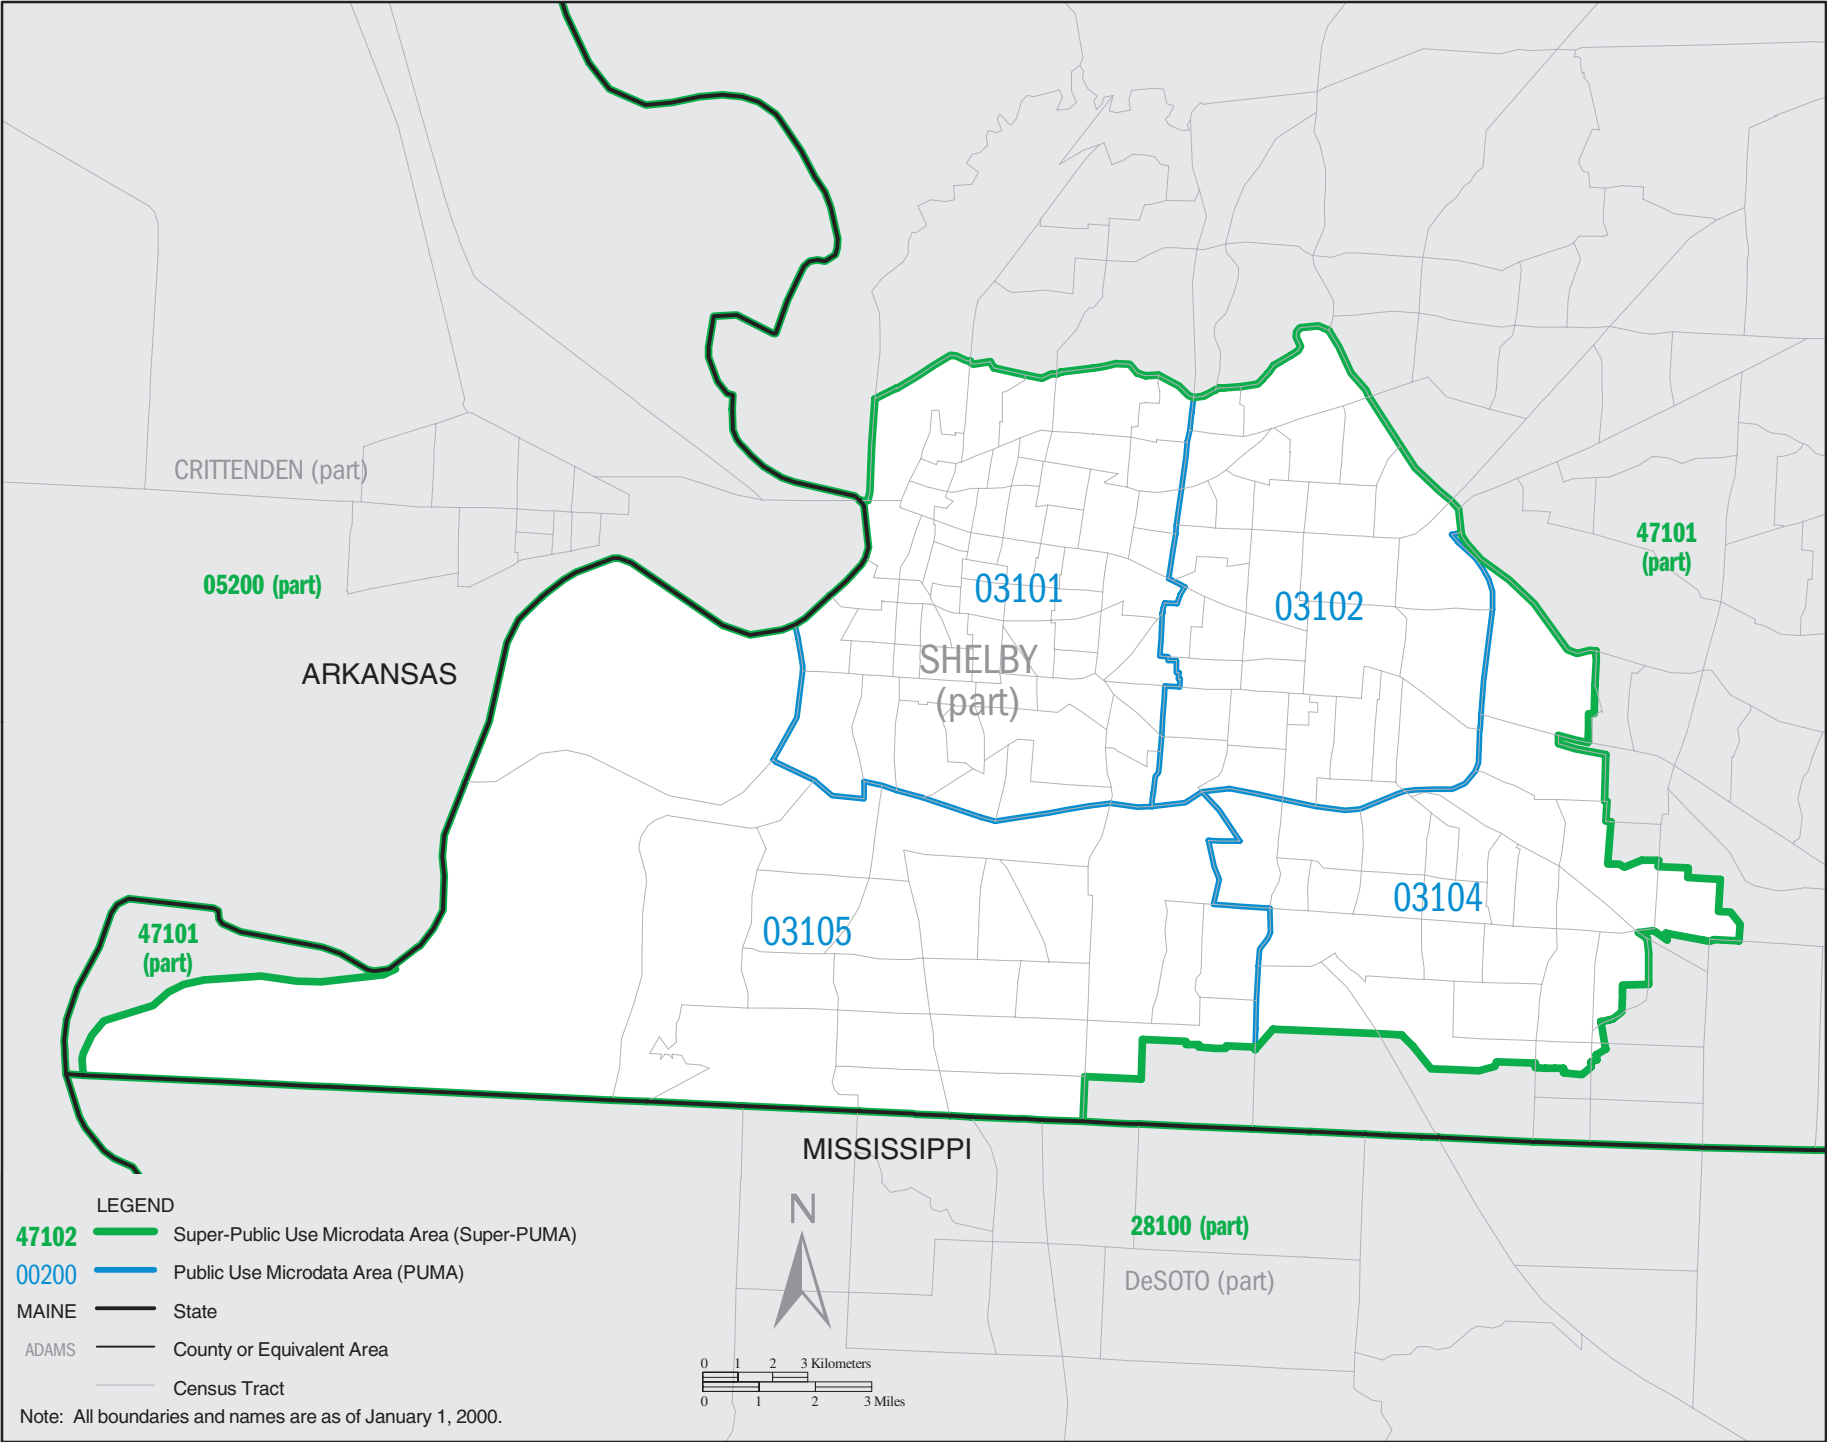 CRITTENDEN (part)
47101
(part)
05200 (part)
03101
03102
ARKANSAS
SHELBY
(part)
03104
03105
47101
(part)
MISSISSIPPI
LEGEND
47102 Super-Public Use Microdata Area (Super-PUMA)
00200 Public Use Microdata Area (PUMA)
MAINE State
ADAMS County or Equivalent Area
Census Tract
Note: All boundaries and names are as of January 1, 2000.
N
28100 (part)
DeSOTO (part)
0 1 2 3 Kilometers
0 1 2 3 Miles